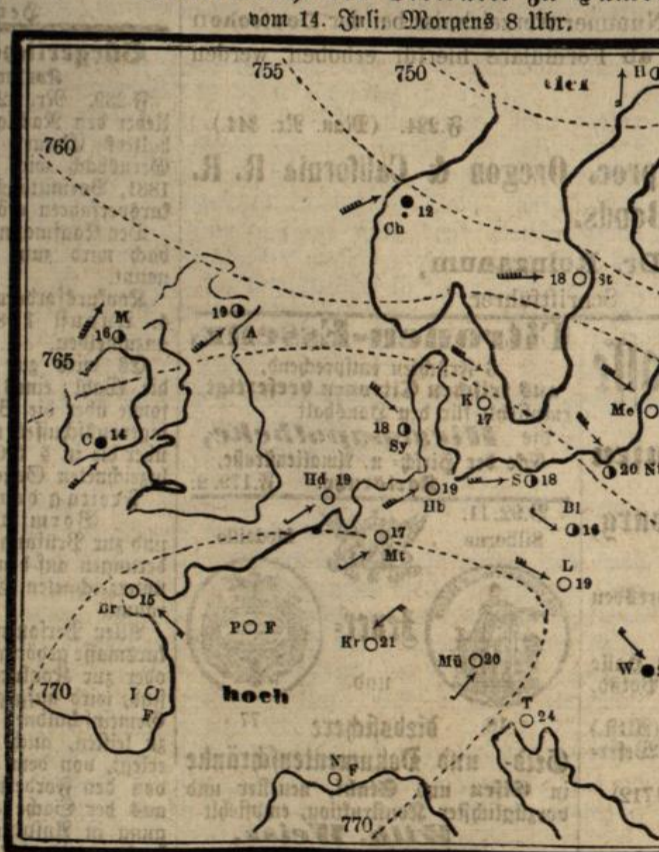 vom 14. Juli, Morgens 8 Uhr.
755
750
tief
760
12
Ch
18 St
19
M
16
A
765
K
17
Me
C 14
18
Sy
20
Hd 19
19
Hb
S 18
Bl
16
17
Mt
L
19
Br 15
P F
Kr 21
Mü 20
W
770
I
F
hoch
T
24
N
F
770